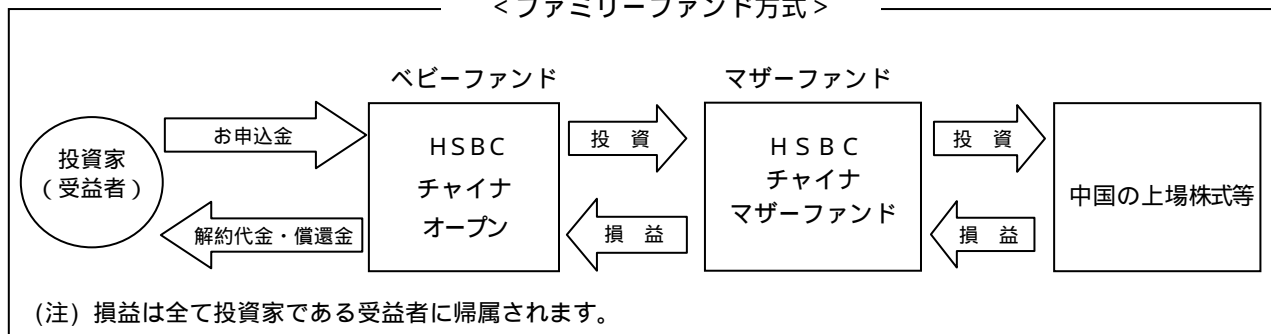 <ファミリーファンド方式>
ベビーファンド
マザーファンド
投資家
(受益者)
お申込金
解約代金・償還金
HSBC
チャイナ
オープン
投 資
損 益
HSBC
チャイナ
マザーファンド
投 資
損 益
中国の上場株式等
(注) 損益は全て投資家である受益者に帰属されます。